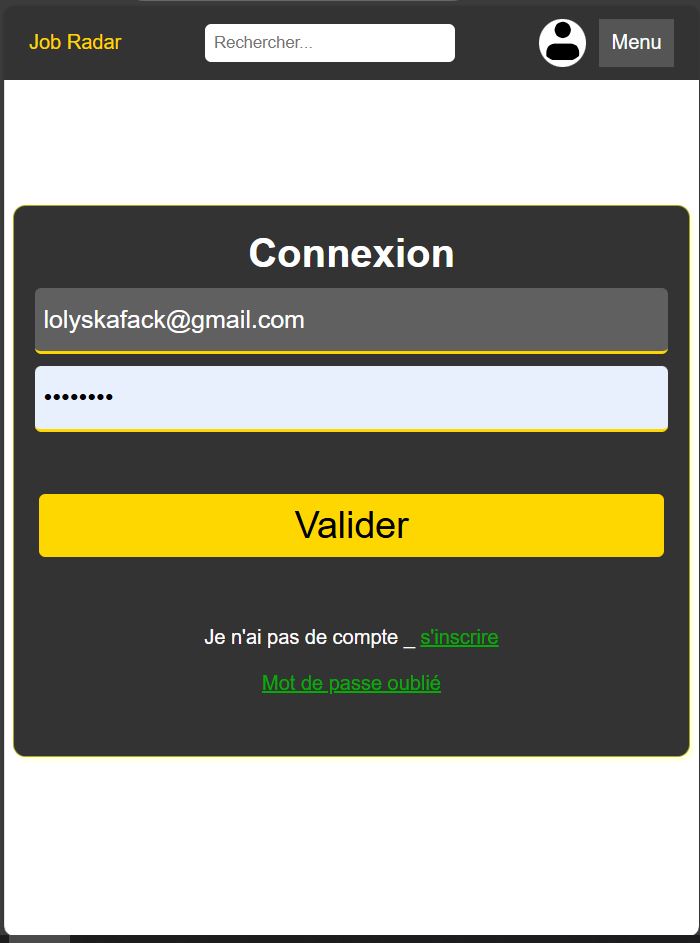 Job Radar
Rechercher...
Menu
Connexion
lolyskafack@gmail.com
••••••••
Valider
Je n'ai pas de compte _ s'inscrire
Mot de passe oublié